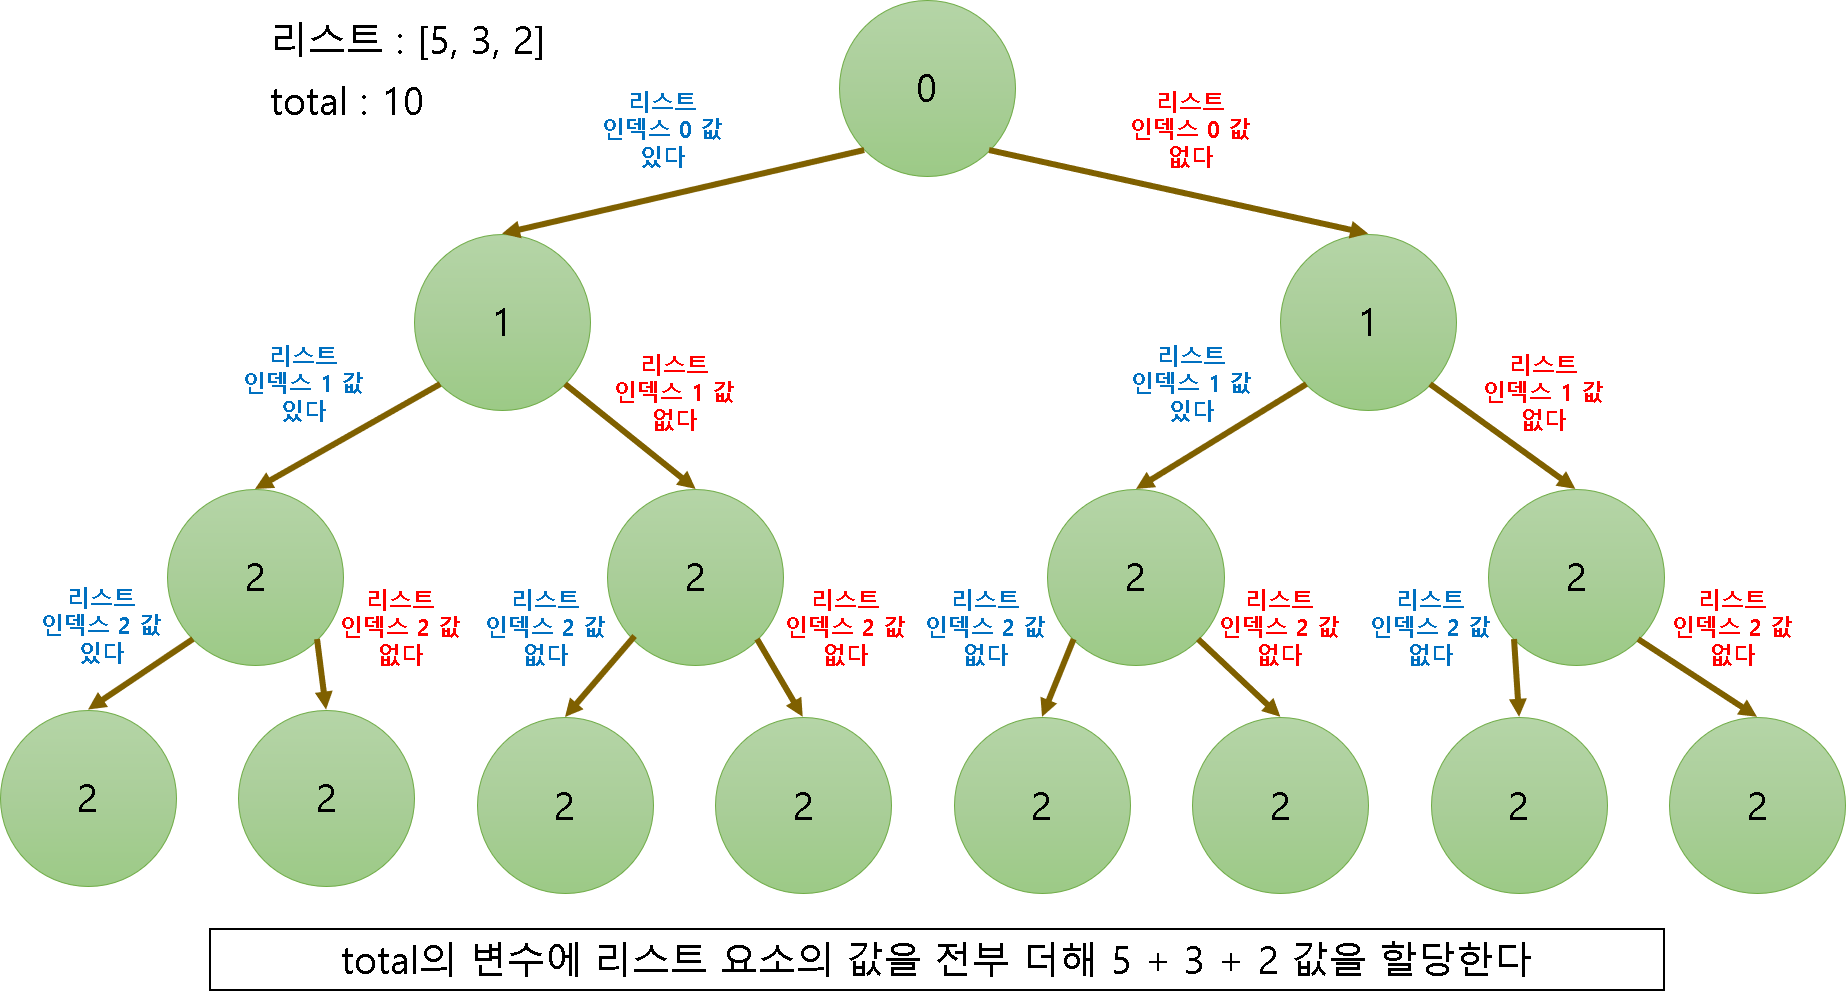 리스트 : [5, 3, 2]
total : 10
0
리스트
인덱스 0 값
있다
리스트
인덱스 0 값
없다
1
1
리스트
인덱스 1 값
있다
리스트
인덱스 1 값
없다
리스트
인덱스 1 값
있다
리스트
인덱스 1 값
없다
2
2
2
2
리스트
인덱스 2 값
있다
리스트
인덱스 2 값
없다
리스트
인덱스 2 값
없다
리스트
인덱스 2 값
없다
리스트
인덱스 2 값
없다
리스트
인덱스 2 값
없다
리스트
인덱스 2 값
없다
리스트
인덱스 2 값
없다
2
2
2
2
2
2
2
2
total의 변수에 리스트 요소의 값을 전부 더해 5 + 3 + 2 값을 할당한다